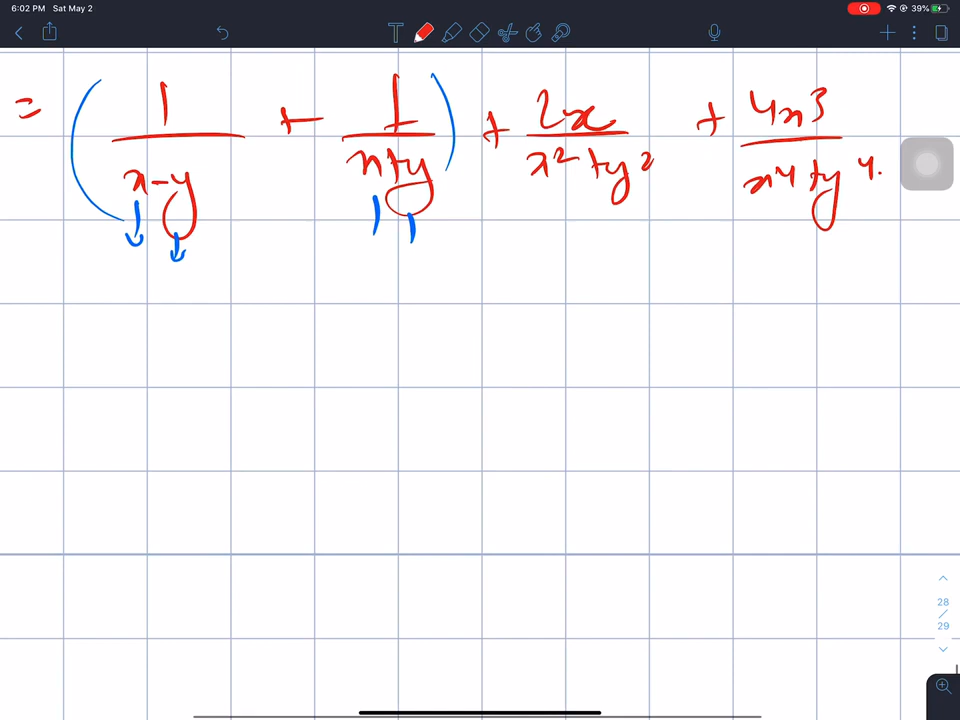 6:02 PM Sat May 2
39%
= ( 1/(x-y) + 1/(x+y) ) + 2x/(x² + y²) + 4x³/(x⁴ + y⁴).
28
/
29